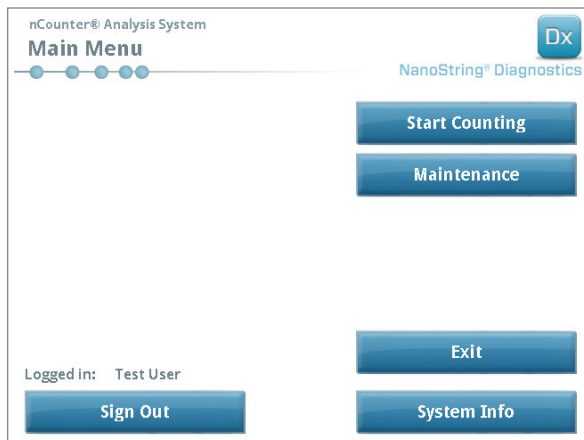 nCounter® Analysis System
Main Menu
Dx
NanoString® Diagnostics
Start Counting
Maintenance
Exit
Logged in: Test User
Sign Out
System Info